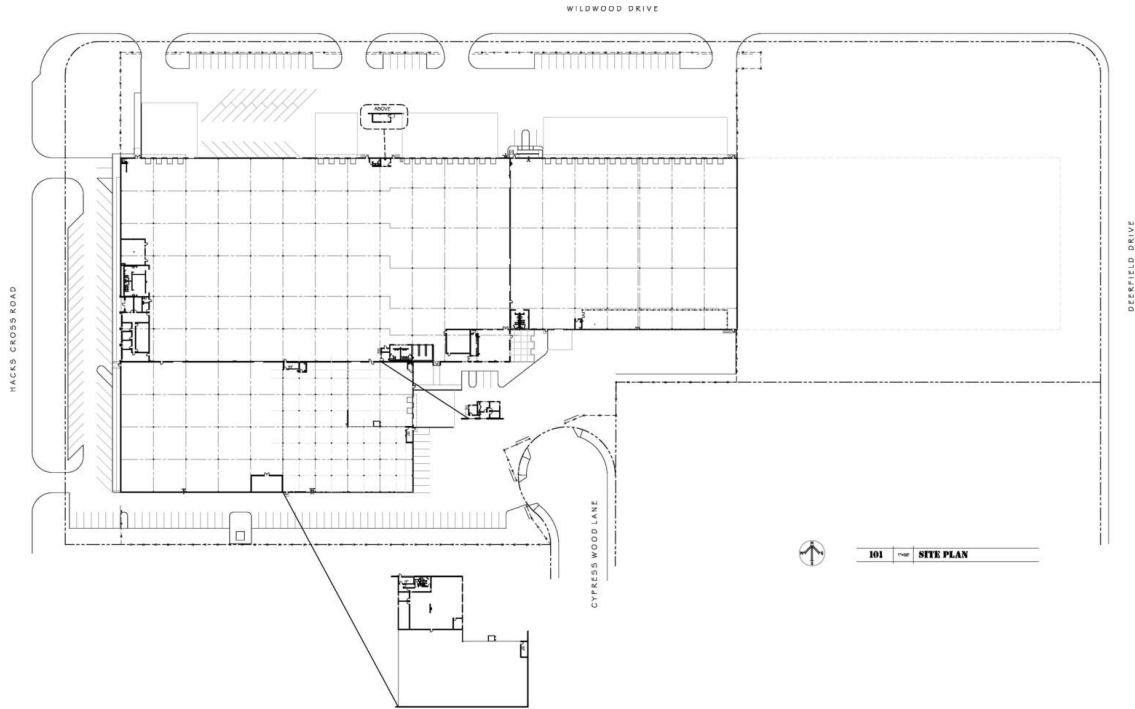 WILDWOOD DRIVE
ABOVE
DEERFIELD DRIVE
HACKS CROSS ROAD
CYPRESS WOOD LANE
101 SITE PLAN